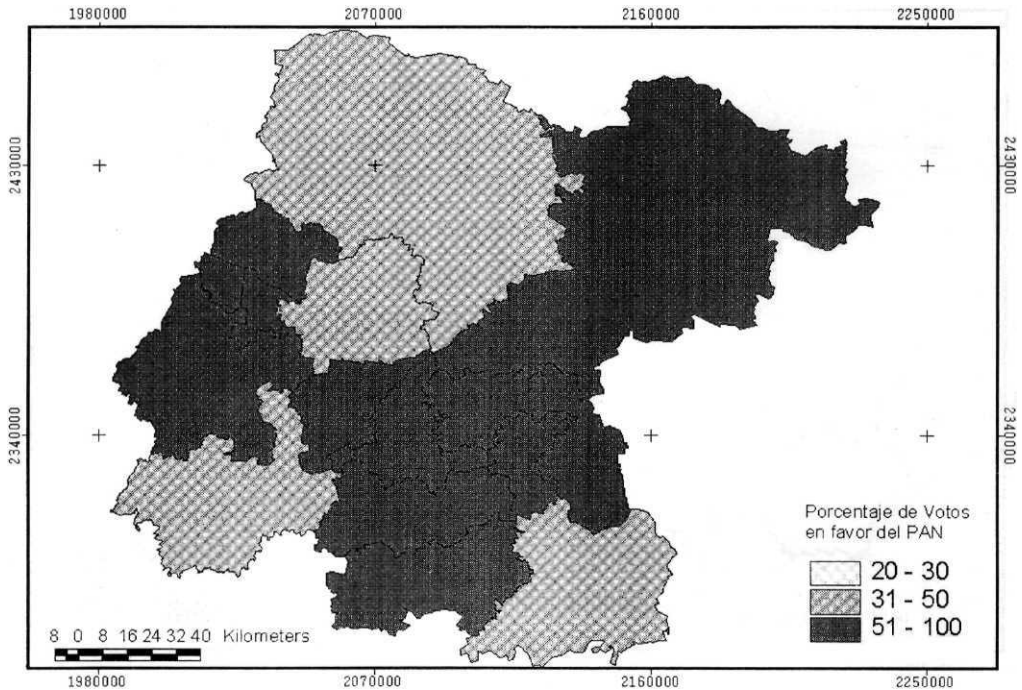 1980000 2070000 2160000 2250000
2430000 2430000
2340000 2340000
Porcentaje de Votos
en favor del PAN
20 - 30
31 - 50
51 - 100
8 0 8 16 24 32 40 Kilometers
1980000 2070000 2160000 2250000